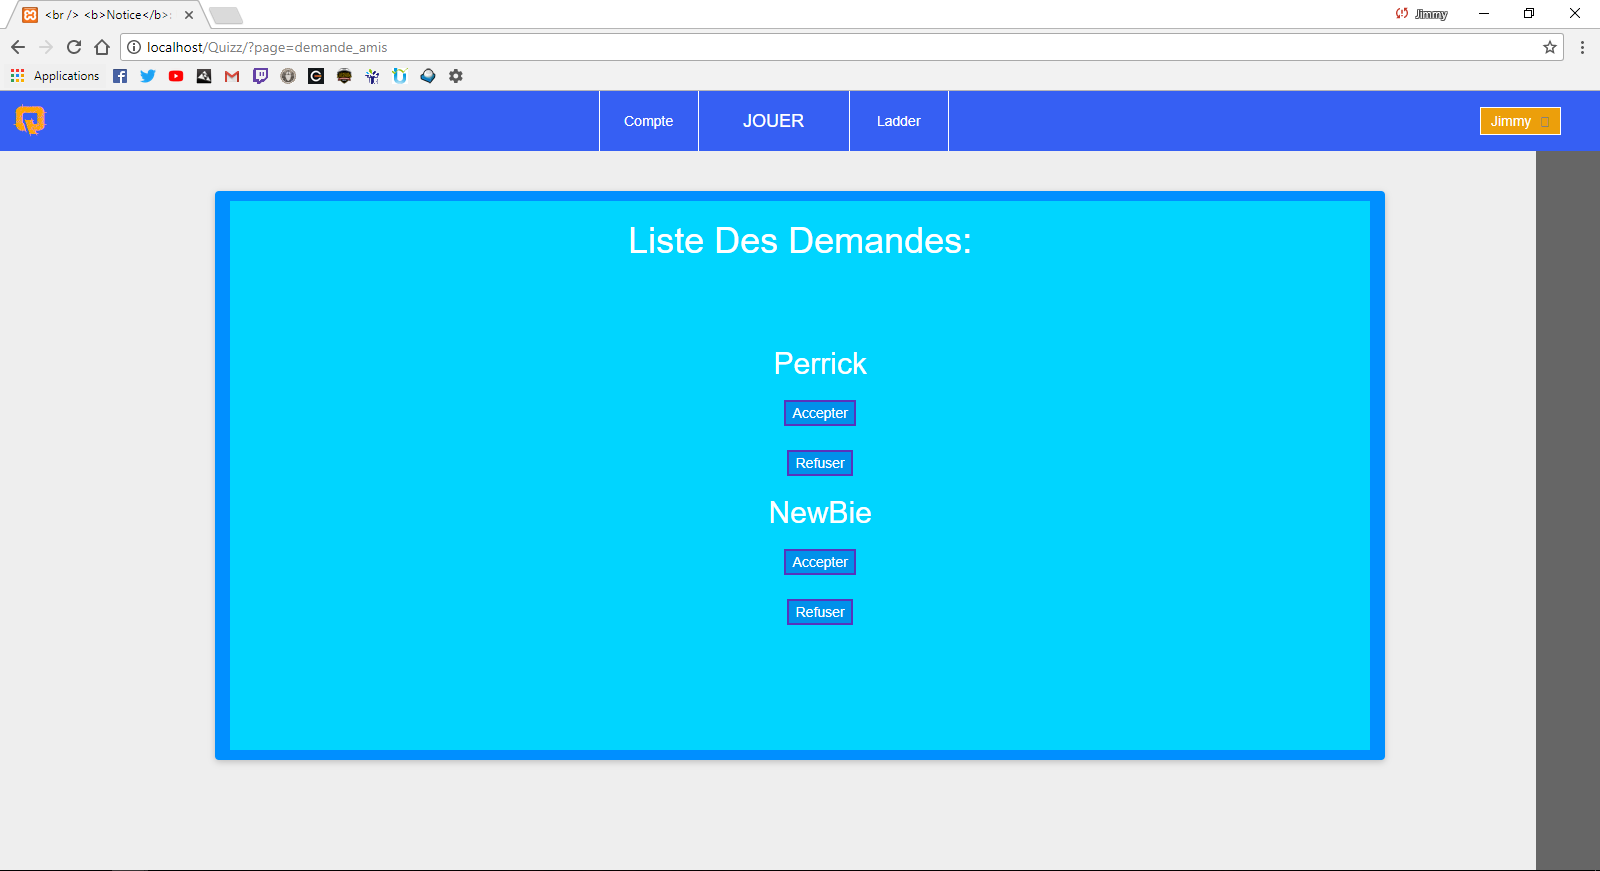 <br /> <b>Notice</b>:
Jimmy
localhost/Quizz/?page=demande_amis
Applications
Compte
JOUER
Ladder
Jimmy
Liste Des Demandes:
Perrick
Accepter
Refuser
NewBie
Accepter
Refuser